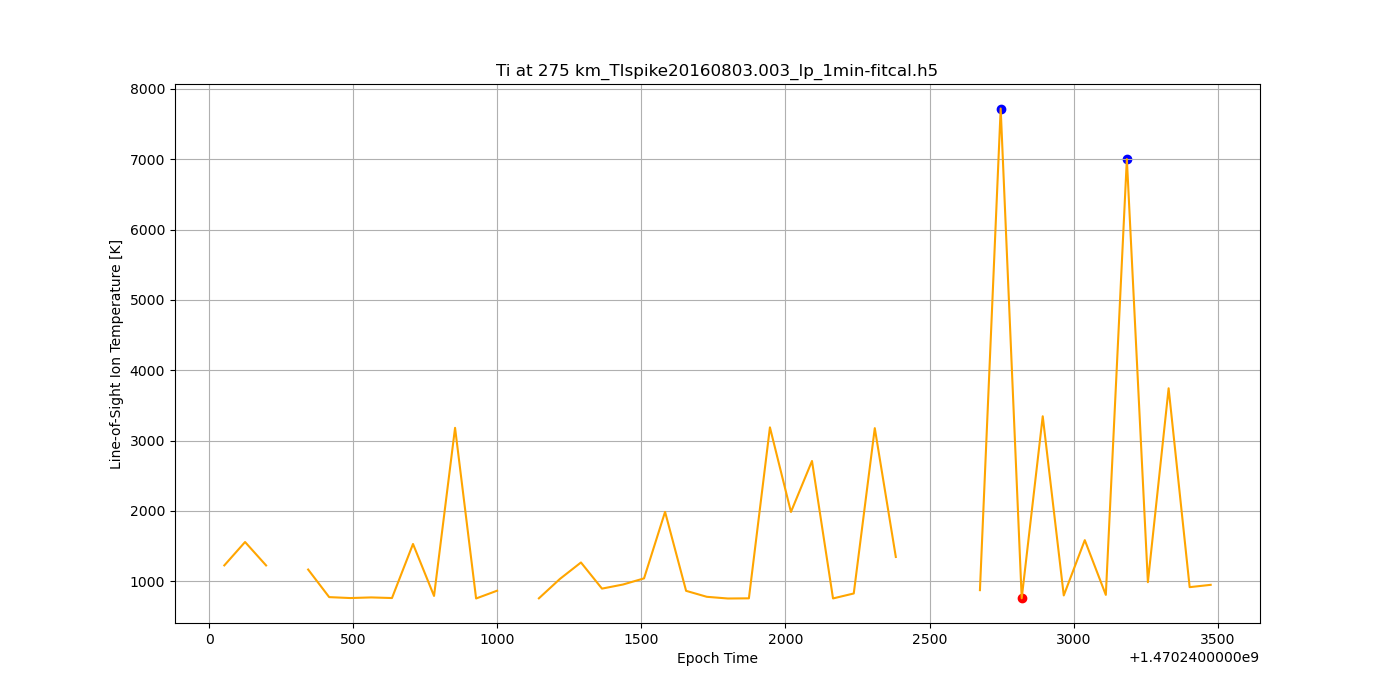 Ti at 275 km_TIspike20160803.003_lp_1min-fitcal.h5
8000
7000
6000
5000
4000
3000
2000
1000
Line-of-Sight Ion Temperature [K]
0 500 1000 1500 2000 2500 3000 3500
Epoch Time
+1.4702400000e9